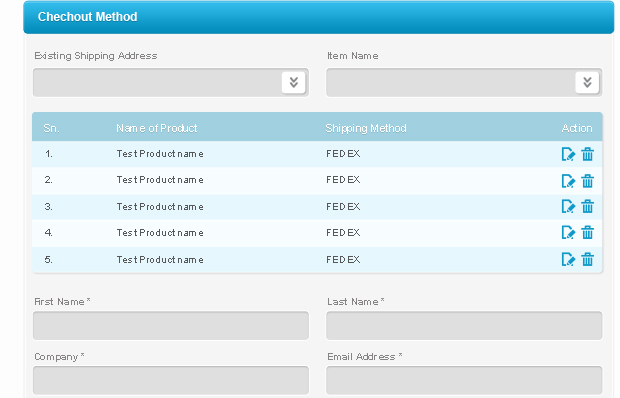 Chechout Method
Existing Shipping Address Item Name
Sn. Name of Product Shipping Method Action
1. Test Product name FEDEX
2. Test Product name FEDEX
3. Test Product name FEDEX
4. Test Product name FEDEX
5. Test Product name FEDEX
First Name * Last Name *
Company * Email Address *